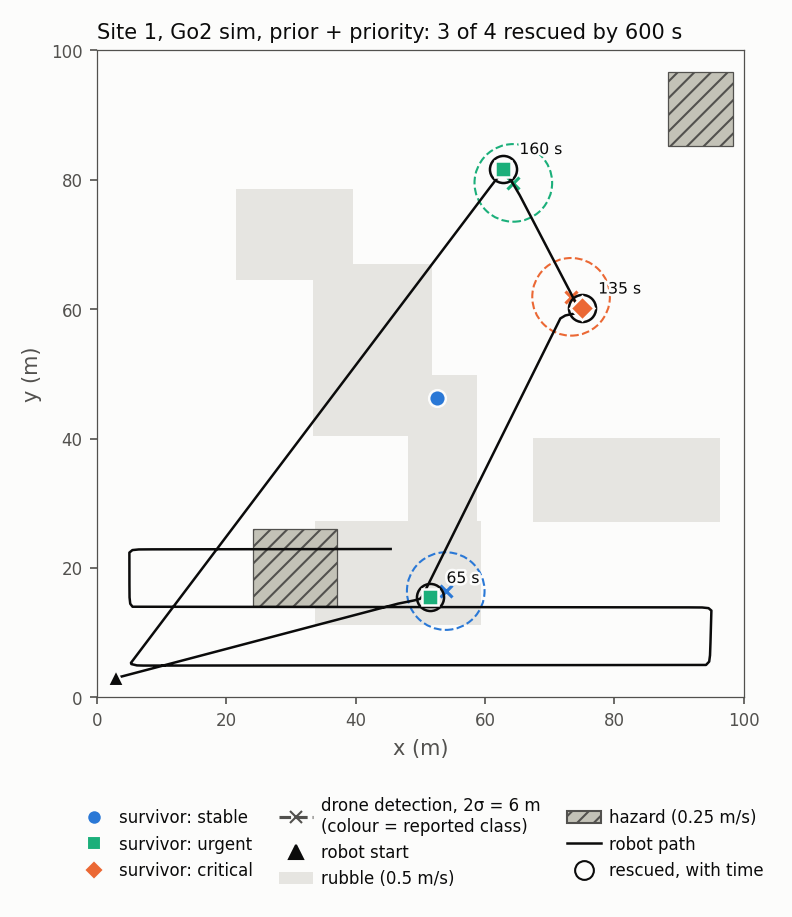 Site 1, Go2 sim, prior + priority: 3 of 4 rescued by 600 s
100
80
60
40
20
0
y (m)
160 s
135 s
65 s
0
20
40
60
80
100
x (m)
survivor: stable
survivor: urgent
survivor: critical
drone detection, 2σ = 6 m
(colour = reported class)
robot start
rubble (0.5 m/s)
hazard (0.25 m/s)
robot path
rescued, with time